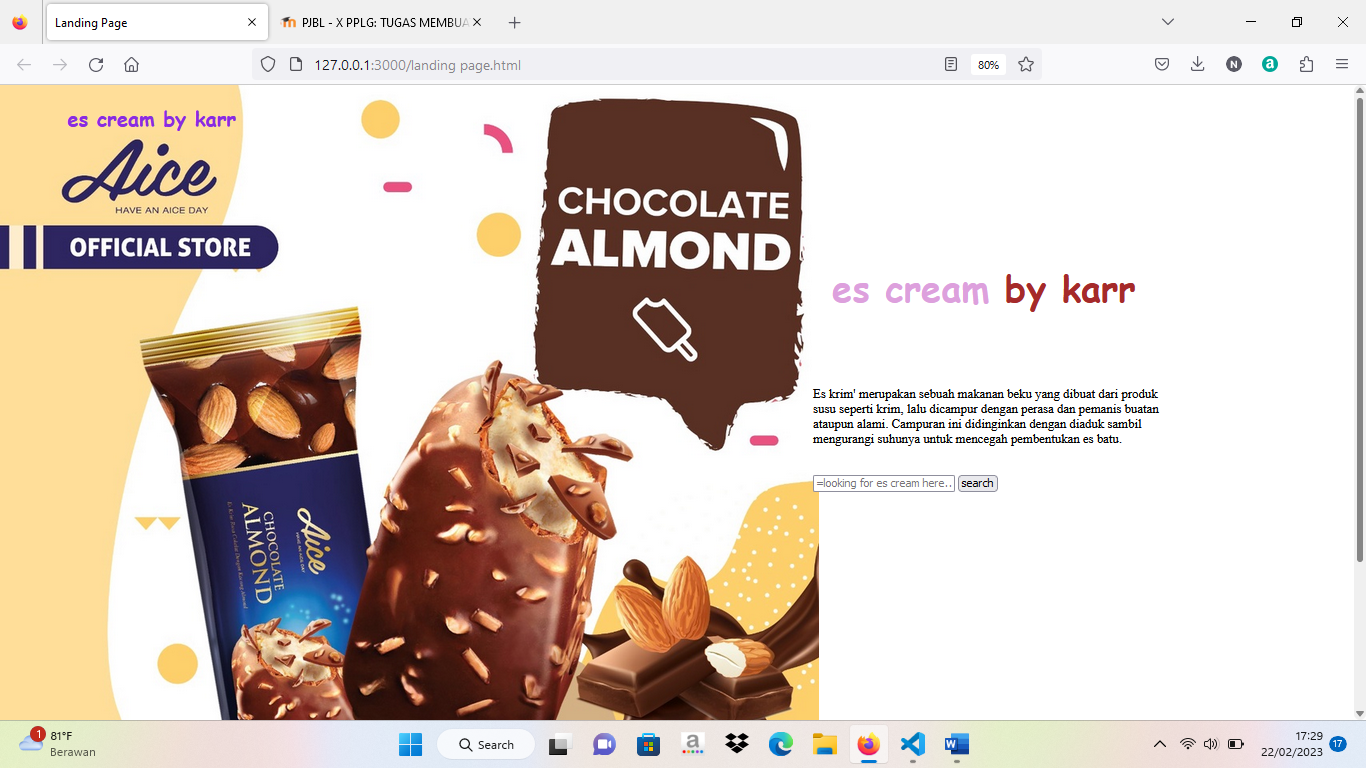 Landing Page
PJBL - X PPLG: TUGAS MEMBUA
127.0.0.1:3000/landing page.html
80%
N
a
es cream by karr
Aice
HAVE AN AICE DAY
OFFICIAL STORE
CHOCOLATE
ALMOND
es cream by karr
Es krim' merupakan sebuah makanan beku yang dibuat dari produk
susu seperti krim, lalu dicampur dengan perasa dan pemanis buatan
ataupun alami. Campuran ini didinginkan dengan diaduk sambil
mengurangi suhunya untuk mencegah pembentukan es batu.
=looking for es cream here..
search
Aice
HAVE AN AICE DAY
CHOCOLATE
ALMOND
1
81°F
Berawan
Search
a
W
17:29
22/02/2023
17